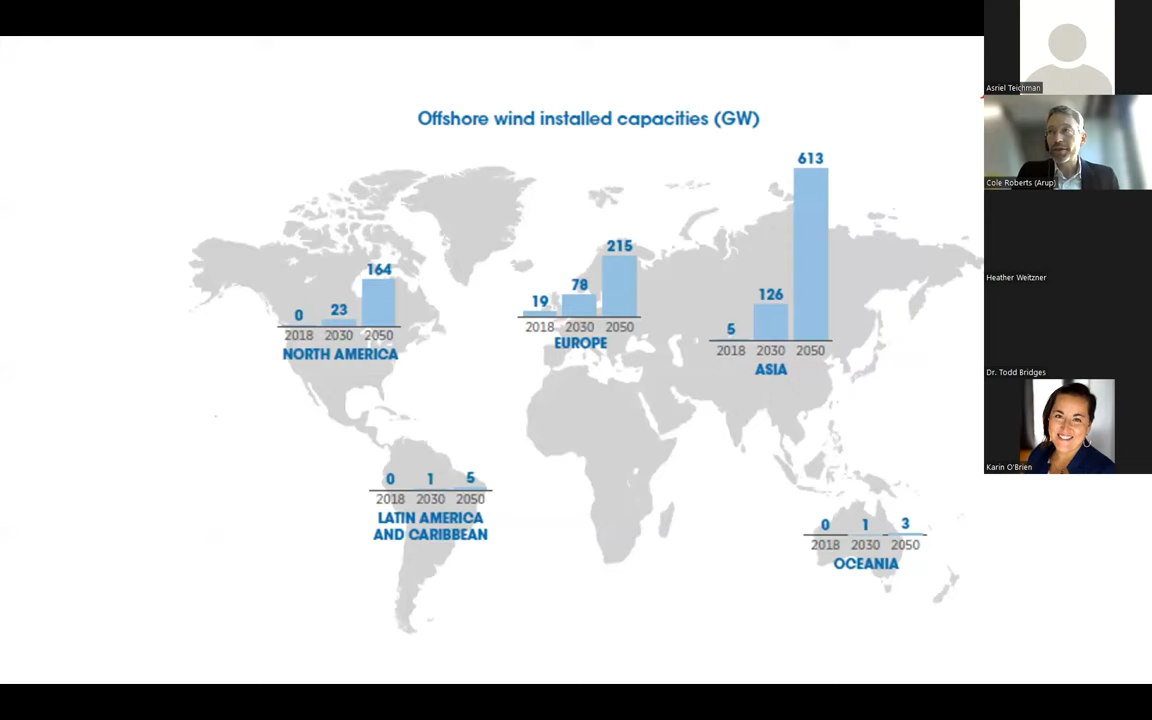 Offshore wind installed capacities (GW)
0 23 164
2018 2030 2050
NORTH AMERICA
19 78 215
2018 2030 2050
EUROPE
5 126 613
2018 2030 2050
ASIA
0 1 5
2018 2030 2050
LATIN AMERICA
AND CARIBBEAN
0 1 3
2018 2030 2050
OCEANIA
Asriel Teichman
Cole Roberts (Arup)
Heather Weitzner
Dr. Todd Bridges
Karin O'Brien